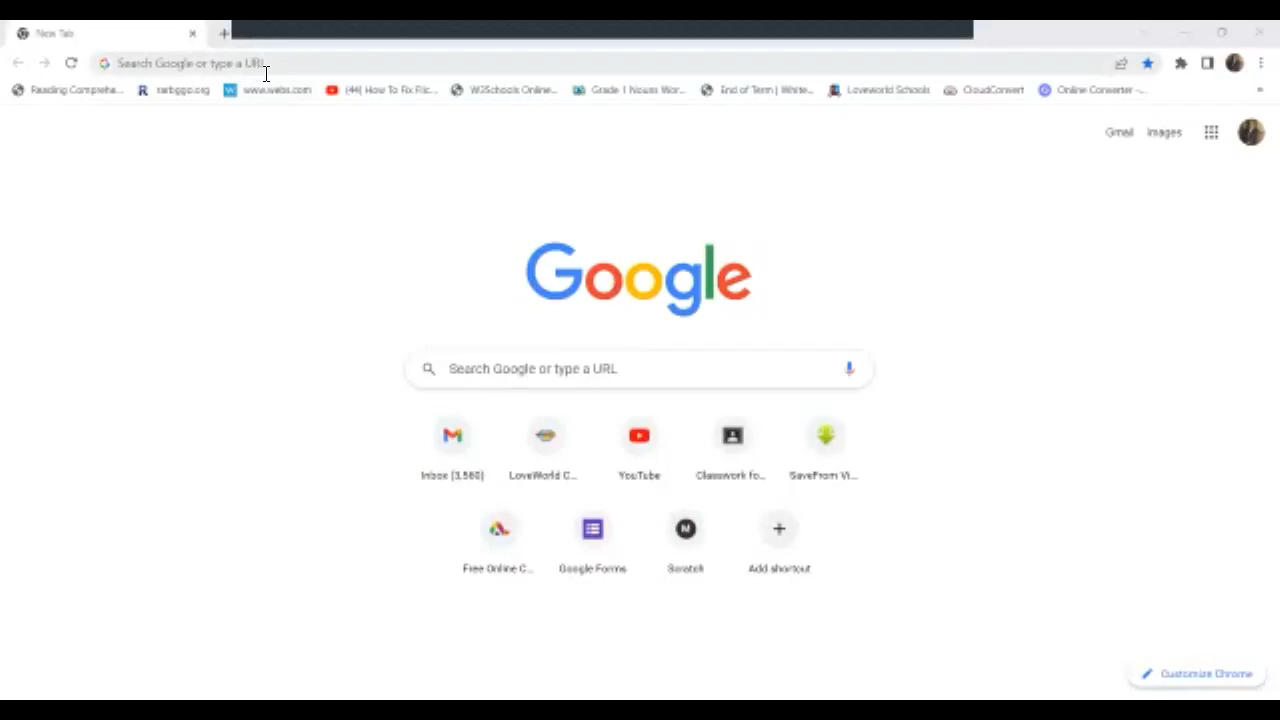 New Tab
Search Google or type a URL
Reading Comprehe... rarbggo.org www.webs.com (44) How To Fix Flic... W3Schools Online... Grade 1 Nouns Wor... End of Term | White... Loveworld Schools CloudConvert Online Converter -...
Gmail Images
Google
Search Google or type a URL
Inbox (3,560) LoveWorld C... YouTube Classwork fo... SaveFrom Vi...
Free Online C... Google Forms Scratch Add shortcut
Customize Chrome